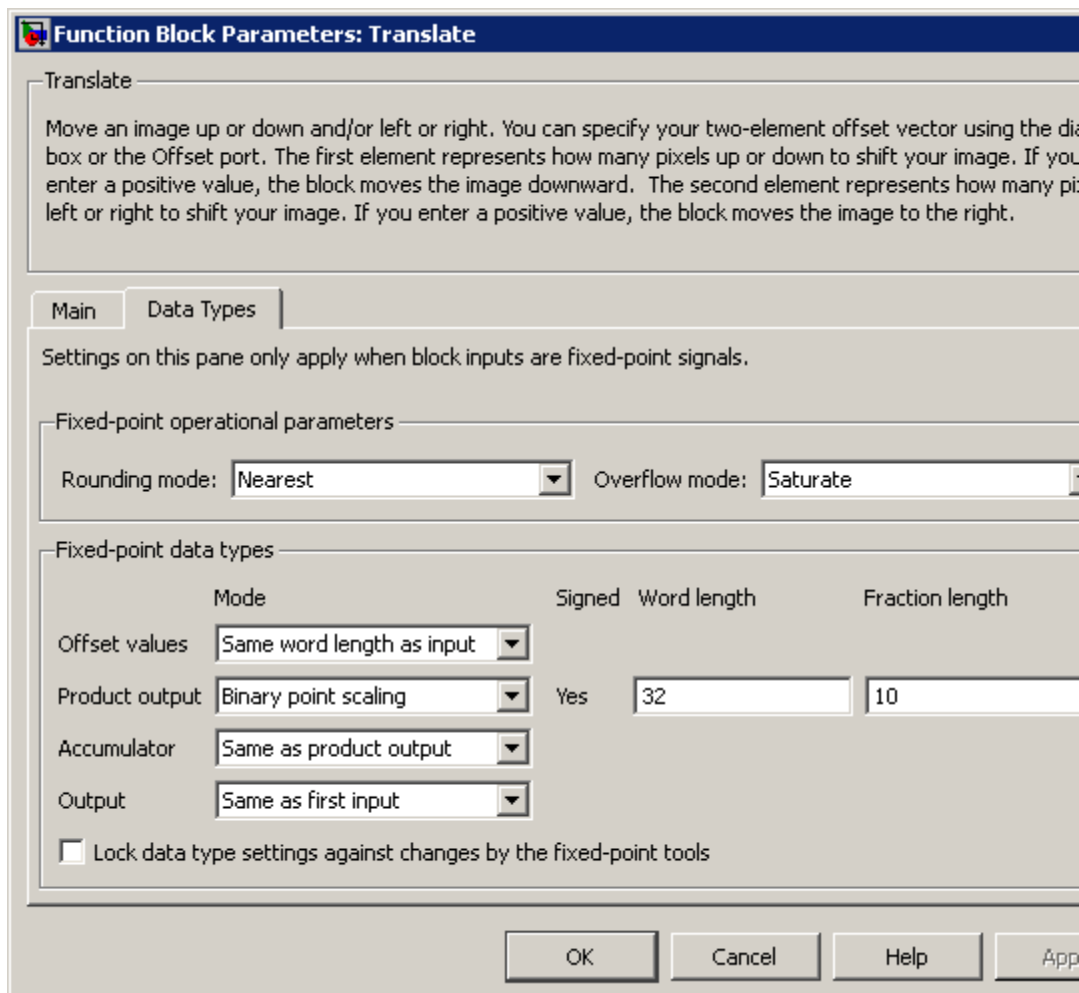 Function Block Parameters: Translate
Translate
Move an image up or down and/or left or right. You can specify your two-element offset vector using the
box or the Offset port. The first element represents how many pixels up or down to shift your image. If you
enter a positive value, the block moves the image downward. The second element represents how many
left or right to shift your image. If you enter a positive value, the block moves the image to the right.
Main Data Types
Settings on this pane only apply when block inputs are fixed-point signals.
Fixed-point operational parameters
Rounding mode: Nearest Overflow mode: Saturate
Fixed-point data types
Mode Signed Word length Fraction length
Offset values Same word length as input
Product output Binary point scaling Yes 32 10
Accumulator Same as product output
Output Same as first input
Lock data type settings against changes by the fixed-point tools
OK Cancel Help